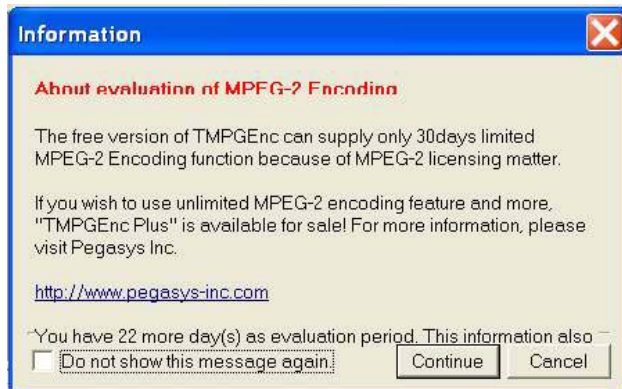 Information
About evaluation of MPEG-2 Encoding
The free version of TMPGEnc can supply only 30days limited
MPEG-2 Encoding function because of MPEG-2 licensing matter.
If you wish to use unlimited MPEG-2 encoding feature and more,
"TMPGEnc Plus" is available for sale! For more information, please
visit Pegasys Inc.
http://www.pegasys-inc.com
You have 22 more day(s) as evaluation period. This information also
Do not show this message again.
Continue
Cancel